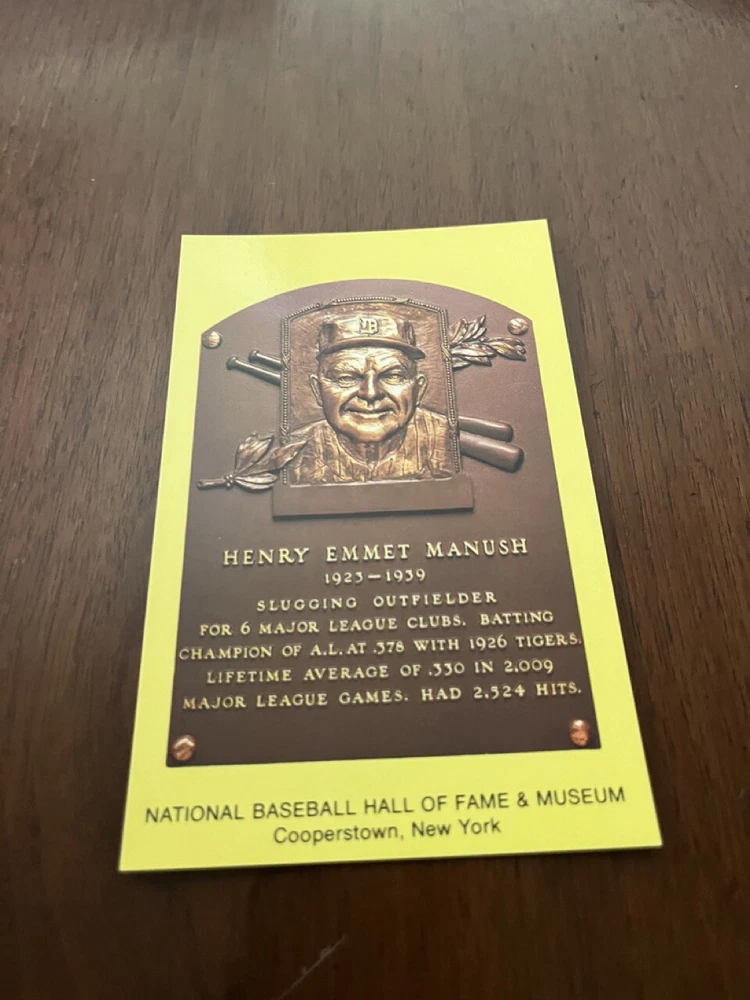 D
HENRY EMMET MANUSH
1923–1939
SLUGGING OUTFIELDER
FOR 6 MAJOR LEAGUE CLUBS. BATTING
CHAMPION OF A.L. AT .378 WITH 1926 TIGERS.
LIFETIME AVERAGE OF .330 IN 2,009
MAJOR LEAGUE GAMES. HAD 2,524 HITS.
NATIONAL BASEBALL HALL OF FAME & MUSEUM
Cooperstown, New York